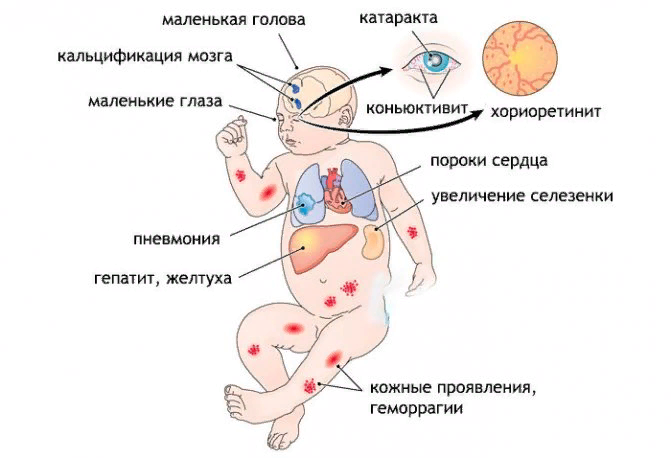 маленькая голова
катаракта
кальцификация мозга
маленькие глаза
коньюктивит
хориоретинит
пороки сердца
увеличение селезенки
пневмония
гепатит, желтуха
кожные проявления,
геморрагии